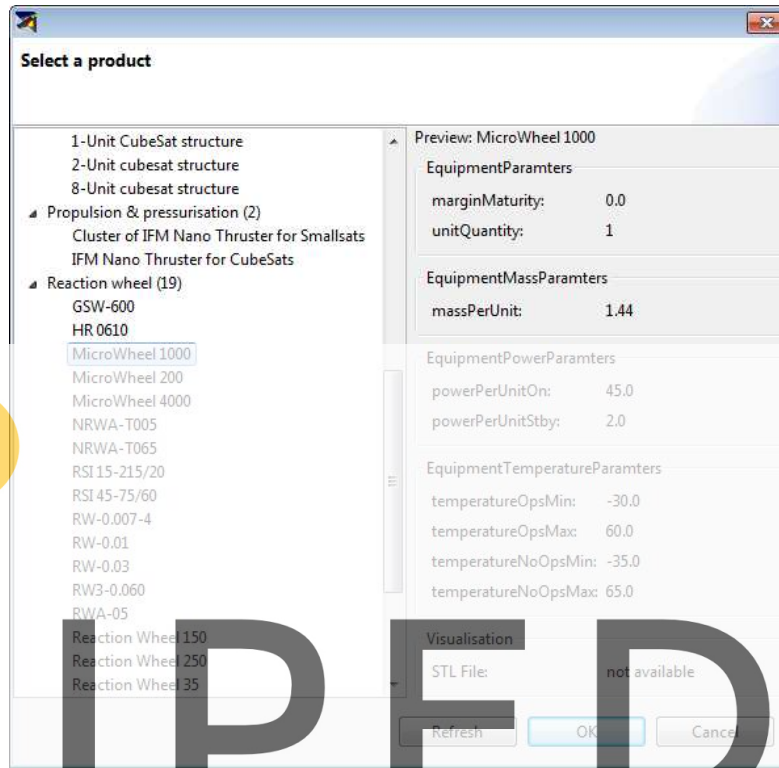 Select a product
1-Unit CubeSat structure
2-Unit cubesat structure
8-Unit cubesat structure
Propulsion & pressurisation (2)
Cluster of IFM Nano Thruster for Smallsats
IFM Nano Thruster for CubeSats
Reaction wheel (19)
GSW-600
HR 0610
MicroWheel 1000
MicroWheel 200
MicroWheel 4000
NRWA-T005
NRWA-T065
RSI 15-215/20
RSI 45-75/60
RW-0.007-4
RW-0.01
RW-0.03
RW3-0.060
RWA-05
Reaction Wheel 150
Reaction Wheel 250
Reaction Wheel 35
Preview: MicroWheel 1000
EquipmentParamters
marginMaturity: 0.0
unitQuantity: 1
EquipmentMassParamters
massPerUnit: 1.44
EquipmentPowerParamters
powerPerUnitOn: 45.0
powerPerUnitStby: 2.0
EquipmentTemperatureParamters
temperatureOpsMin: -30.0
temperatureOpsMax: 60.0
temperatureNoOpsMin: -35.0
temperatureNoOpsMax: 65.0
Visualisation
STL File: not available
Refresh OK Cancel